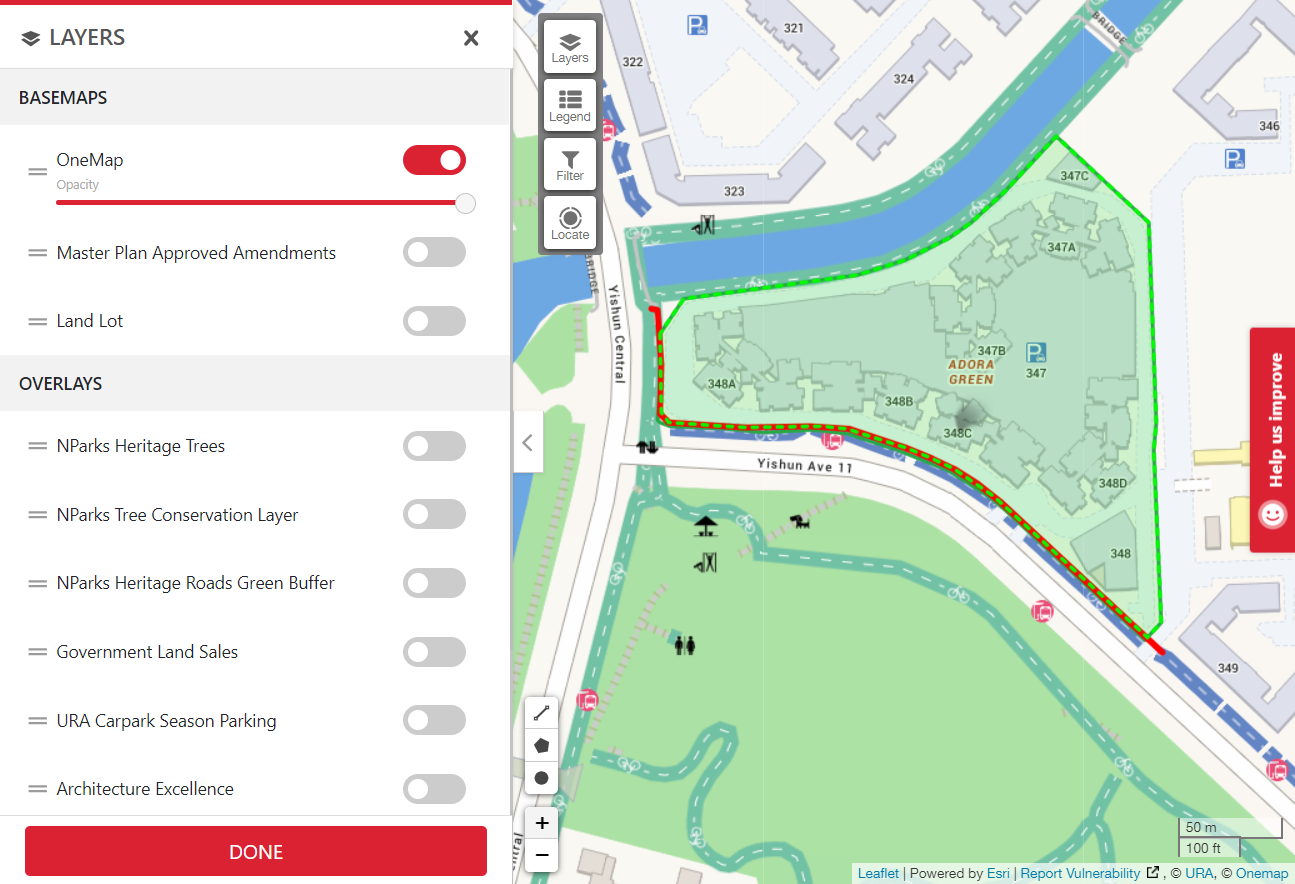 LAYERS
BASEMAPS
OneMap
Opacity
Master Plan Approved Amendments
Land Lot
OVERLAYS
NParks Heritage Trees
NParks Tree Conservation Layer
NParks Heritage Roads Green Buffer
Government Land Sales
URA Carpark Season Parking
Architecture Excellence
DONE
Layers
Legend
Filter
Locate
BRIDGE
321
322
324
346
323
347C
347A
BRIDGE
Yishun Central
347B
ADORA
GREEN
347
348A
348B
348C
Yishun Ave 11
348D
348
349
Help us improve
+
−
50 m
100 ft
Leaflet | Powered by Esri | Report Vulnerability , © URA, © Onemap